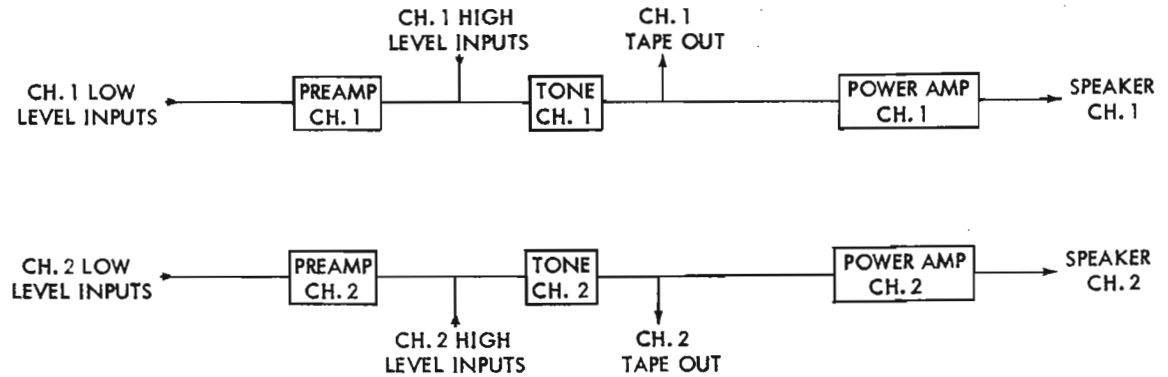 CH. 1 HIGH
LEVEL INPUTS
CH. 1
TAPE OUT
CH. 1 LOW
LEVEL INPUTS
PREAMP
CH. 1
TONE
CH. 1
POWER AMP
CH. 1
SPEAKER
CH. 1
CH. 2 LOW
LEVEL INPUTS
PREAMP
CH. 2
TONE
CH. 2
POWER AMP
CH. 2
SPEAKER
CH. 2
CH. 2 HIGH
LEVEL INPUTS
CH. 2
TAPE OUT